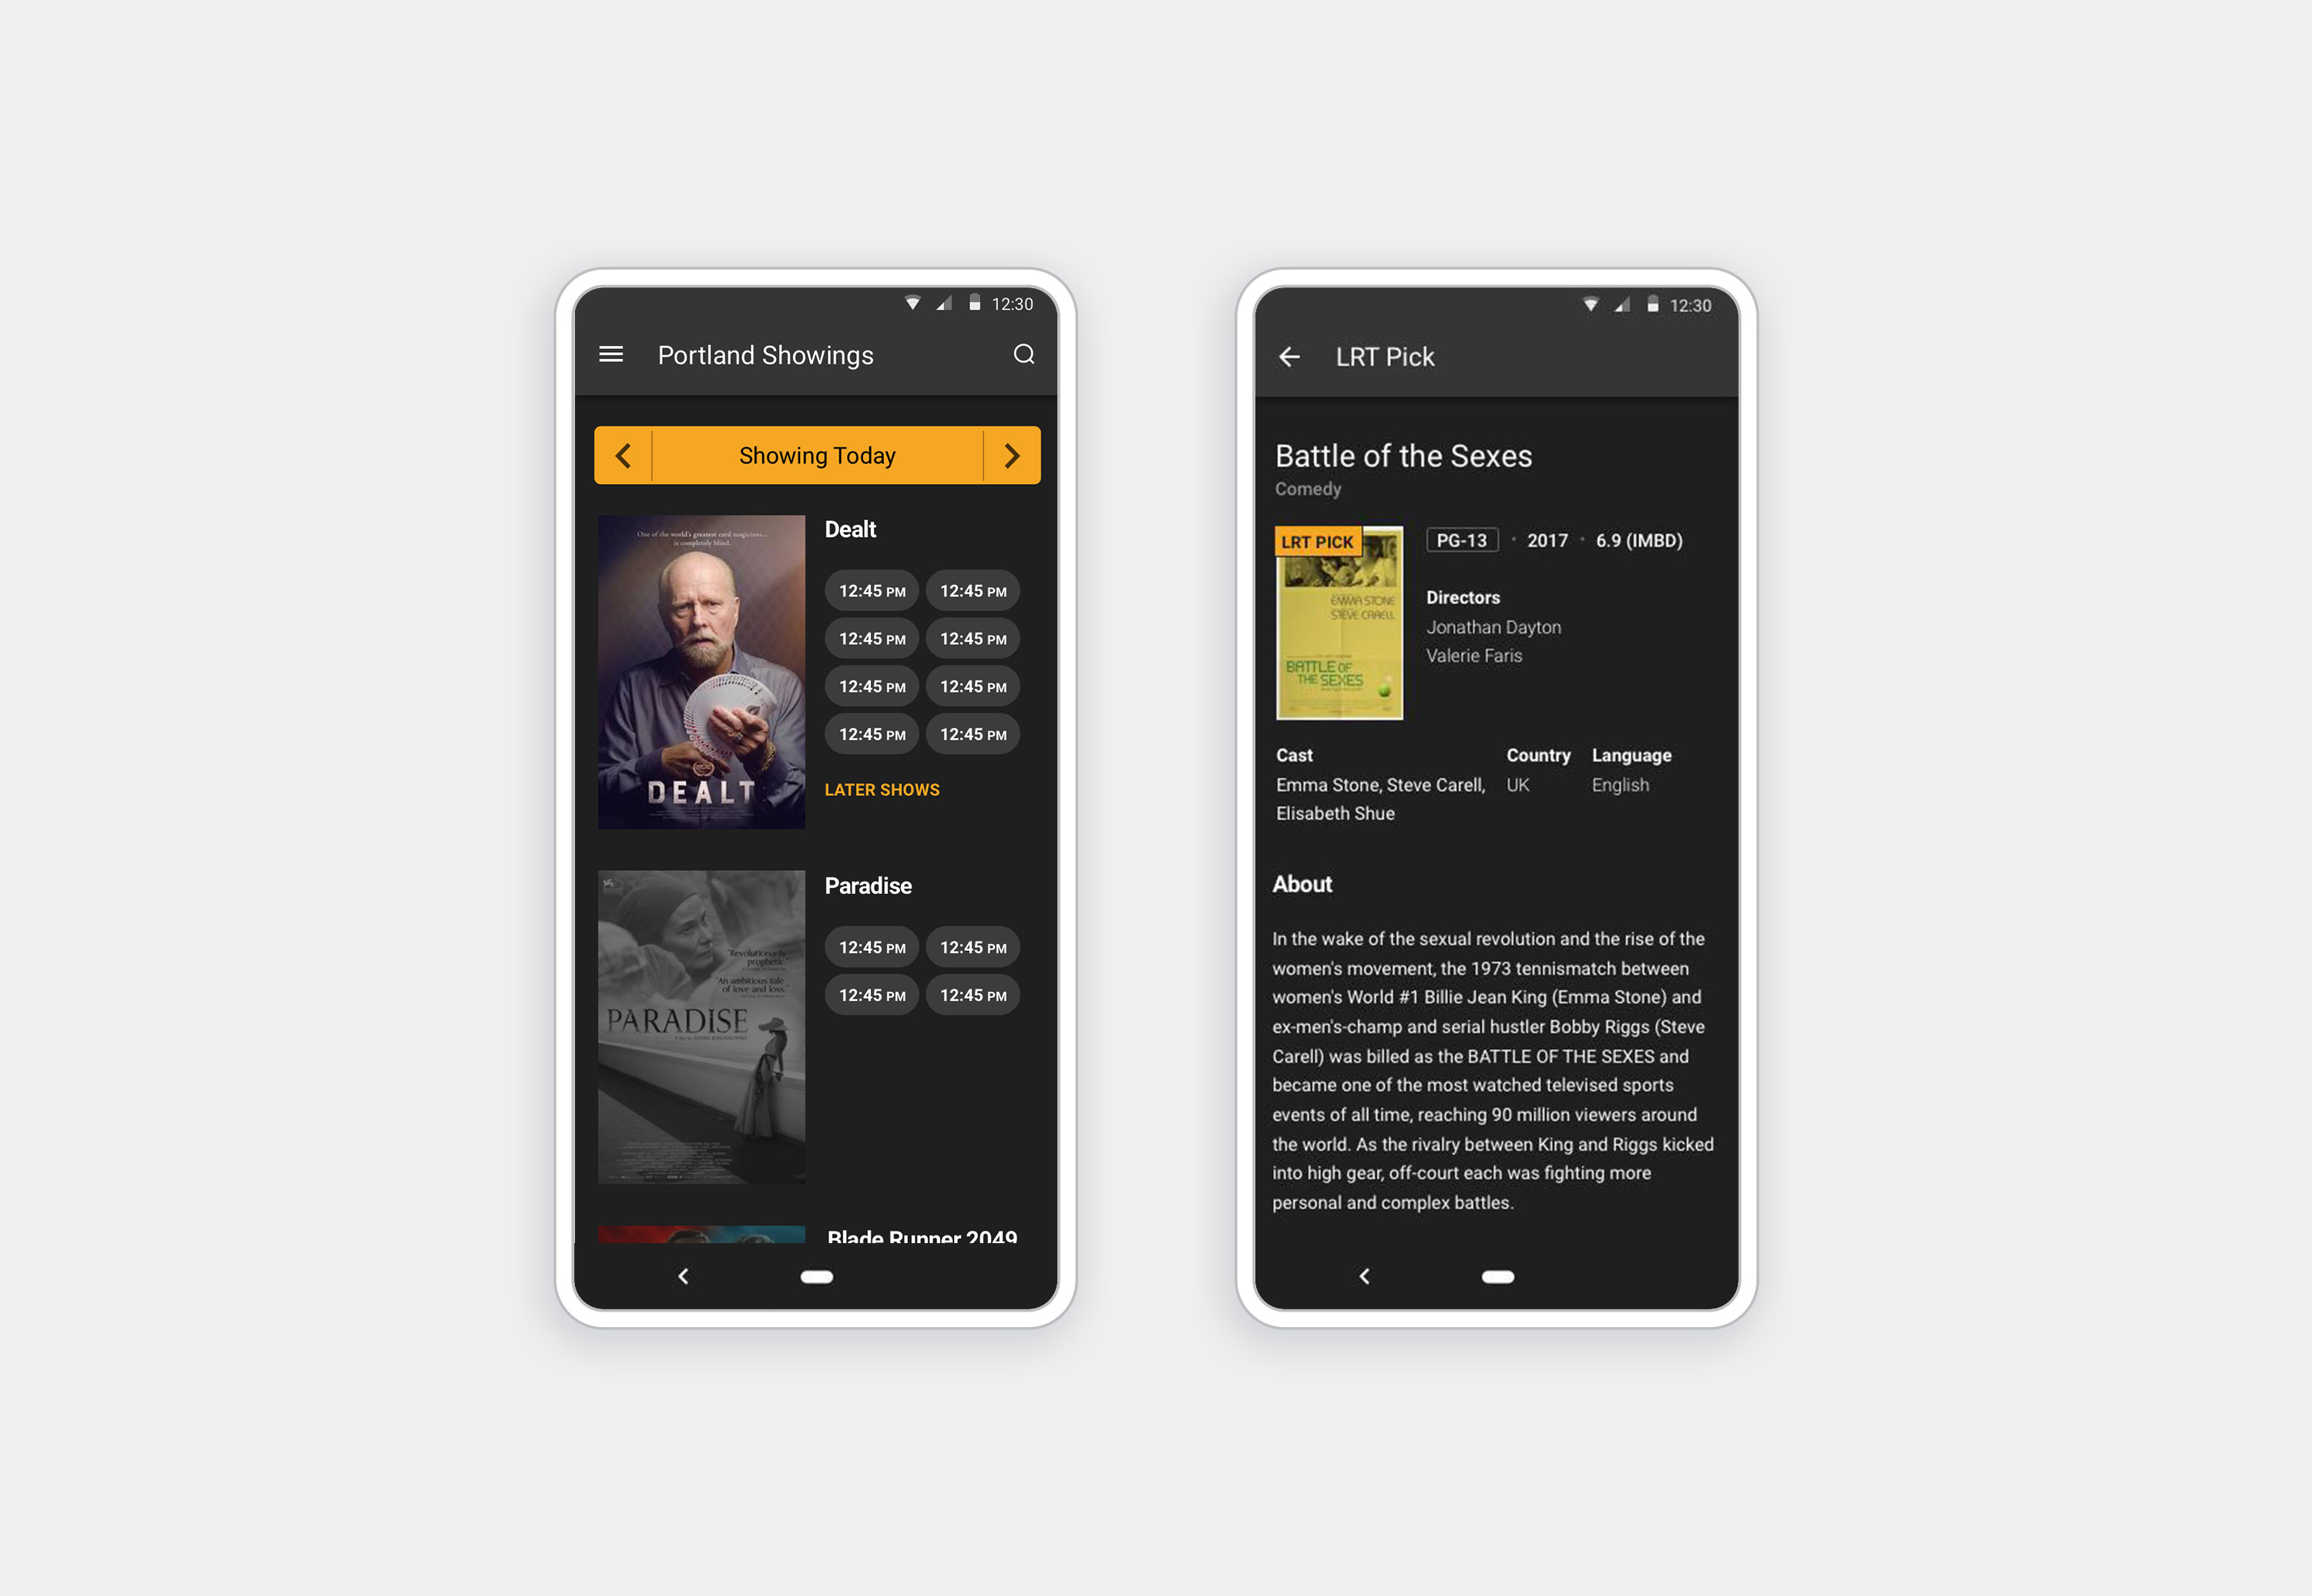 12:30
Portland Showings
Showing Today
One of the world's greatest card magicians...
is completely blind.
DEALT
Dealt
12:45 PM 12:45 PM
12:45 PM 12:45 PM
12:45 PM 12:45 PM
12:45 PM 12:45 PM
LATER SHOWS
"Revolutionarily
prophetic."
"An ambitious tale
of love and loss."
PARADISE
Paradise
12:45 PM 12:45 PM
12:45 PM 12:45 PM
Blade Runner 2049
12:30
LRT Pick
Battle of the Sexes
Comedy
LRT PICK
EMMA STONE
STEVE CARELL
BATTLE OF
THE SEXES
PG-13 • 2017 • 6.9 (IMBD)
Directors
Jonathan Dayton
Valerie Faris
Cast Country Language
Emma Stone, Steve Carell, UK English
Elisabeth Shue
About
In the wake of the sexual revolution and the rise of the
women's movement, the 1973 tennismatch between
women's World #1 Billie Jean King (Emma Stone) and
ex-men's-champ and serial hustler Bobby Riggs (Steve
Carell) was billed as the BATTLE OF THE SEXES and
became one of the most watched televised sports
events of all time, reaching 90 million viewers around
the world. As the rivalry between King and Riggs kicked
into high gear, off-court each was fighting more
personal and complex battles.